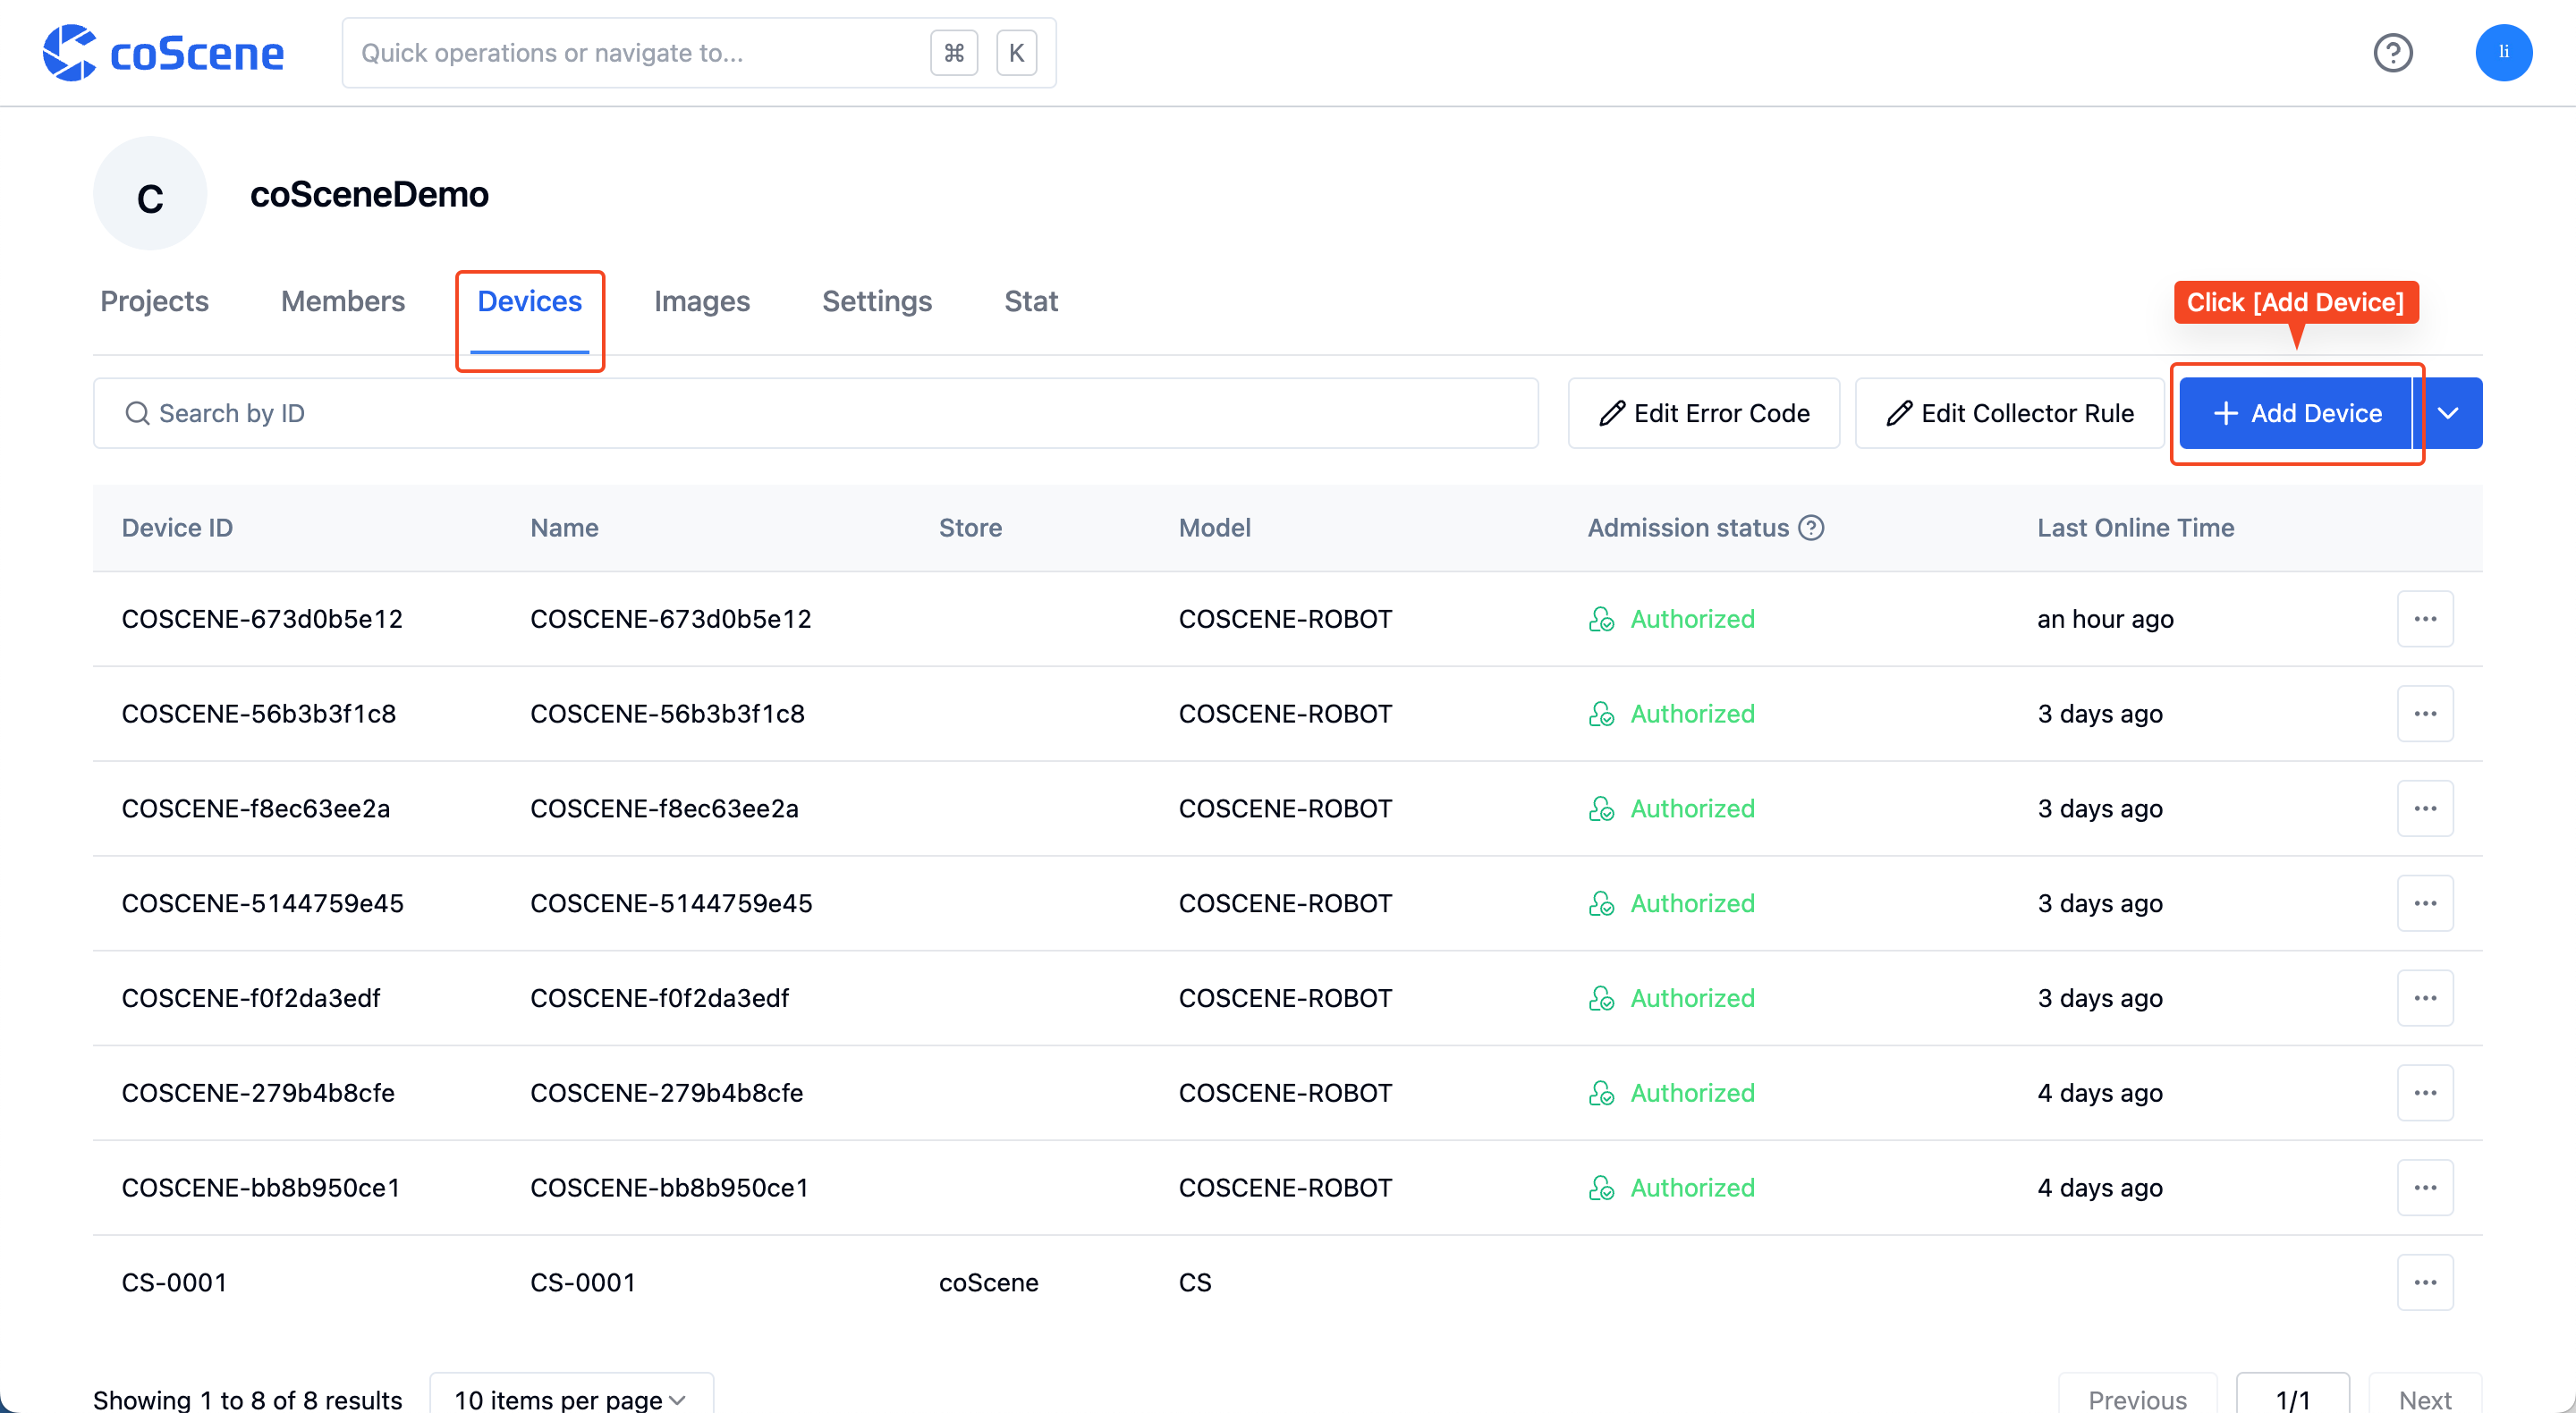 coScene
Quick operations or navigate to... ⌘ K
li
C
coSceneDemo
Projects Members Devices Images Settings Stat
Click [Add Device]
Search by ID
Edit Error Code
Edit Collector Rule
Add Device
Device ID Name Store Model Admission status Last Online Time
COSCENE-673d0b5e12 COSCENE-673d0b5e12 COSCENE-ROBOT Authorized an hour ago
COSCENE-56b3b3f1c8 COSCENE-56b3b3f1c8 COSCENE-ROBOT Authorized 3 days ago
COSCENE-f8ec63ee2a COSCENE-f8ec63ee2a COSCENE-ROBOT Authorized 3 days ago
COSCENE-5144759e45 COSCENE-5144759e45 COSCENE-ROBOT Authorized 3 days ago
COSCENE-f0f2da3edf COSCENE-f0f2da3edf COSCENE-ROBOT Authorized 3 days ago
COSCENE-279b4b8cfe COSCENE-279b4b8cfe COSCENE-ROBOT Authorized 4 days ago
COSCENE-bb8b950ce1 COSCENE-bb8b950ce1 COSCENE-ROBOT Authorized 4 days ago
CS-0001 CS-0001 coScene CS
Showing 1 to 8 of 8 results 10 items per page Previous 1/1 Next